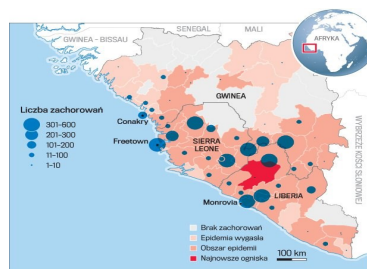 SENEGAL
MALI
GWINEA - BISSAU
AFRYKA
GWINEA
Liczba zachorowań
301-600
201-300
101-200
11-100
1-10
Conakry
Freetown
SIERRA
LEONE
WYBRZEŻE KOŚCI SŁONIOWEJ
Monrovia
LIBERIA
Brak zachorowań
Epidemia wygasła
Obszar epidemii
Najnowsze ogniska
100 km